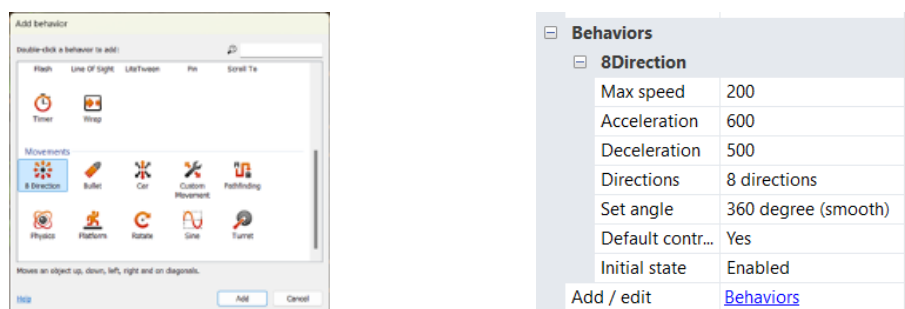 Add behavior
Double-click a behavior to add:
Flash Line Of Sight LiteTween Pin Scroll To
Timer Wrap
Movements
8 Direction Bullet Car Custom Movement Pathfinding
Physics Platform Rotate Sine Turret
Moves an object up, down, left, right and on diagonals.
Help Add Cancel
Behaviors
8Direction
Max speed 200
Acceleration 600
Deceleration 500
Directions 8 directions
Set angle 360 degree (smooth)
Default contr... Yes
Initial state Enabled
Add / edit Behaviors